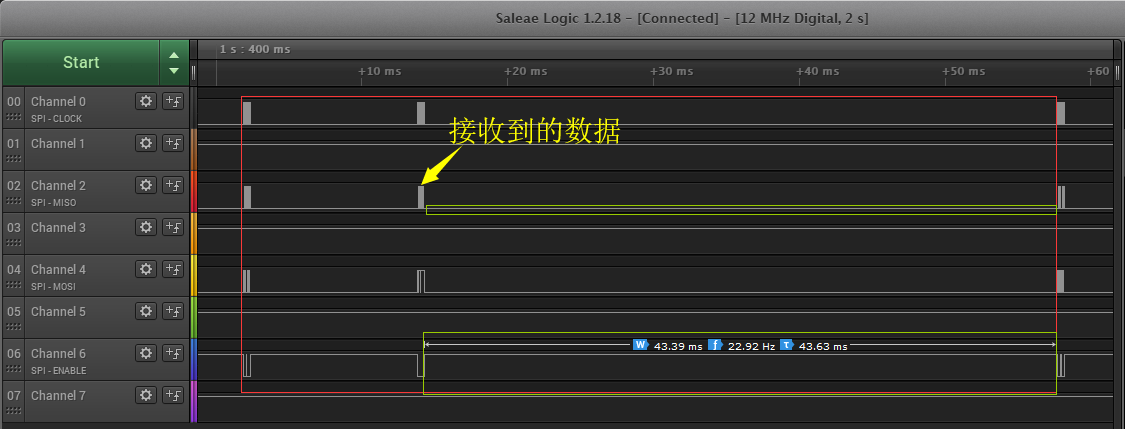 Saleae Logic 1.2.18 - [Connected] - [12 MHz Digital, 2 s]
Start
1 s : 400 ms
+10 ms
+20 ms
+30 ms
+40 ms
+50 ms
+60
00
Channel 0
SPI - CLOCK
接收到的数据
01
Channel 1
02
Channel 2
SPI - MISO
03
Channel 3
04
Channel 4
SPI - MOSI
05
Channel 5
06
Channel 6
SPI - ENABLE
W 43.39 ms f 22.92 Hz T 43.63 ms
07
Channel 7